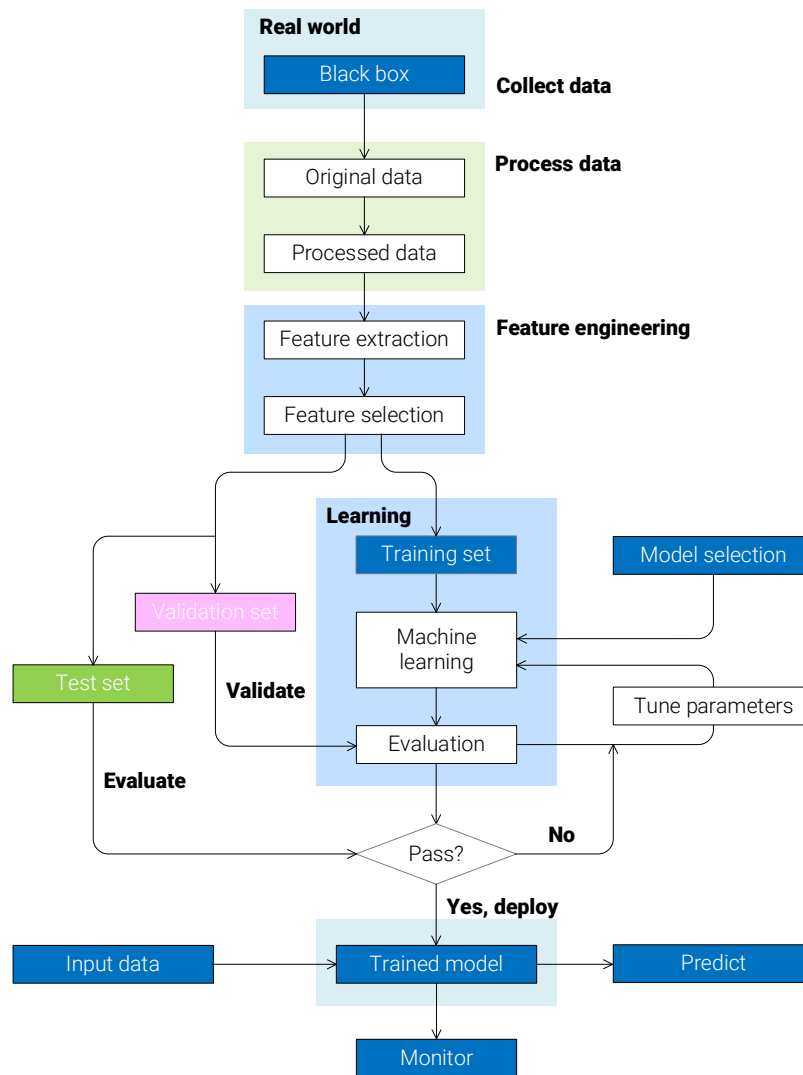 Real world
Black box
Collect data
Process data
Original data
Processed data
Feature engineering
Feature extraction
Feature selection
Learning
Training set
Model selection
Validation set
Machine
learning
Test set
Validate
Tune parameters
Evaluation
Evaluate
No
Pass?
Yes, deploy
Input data
Trained model
Predict
Monitor